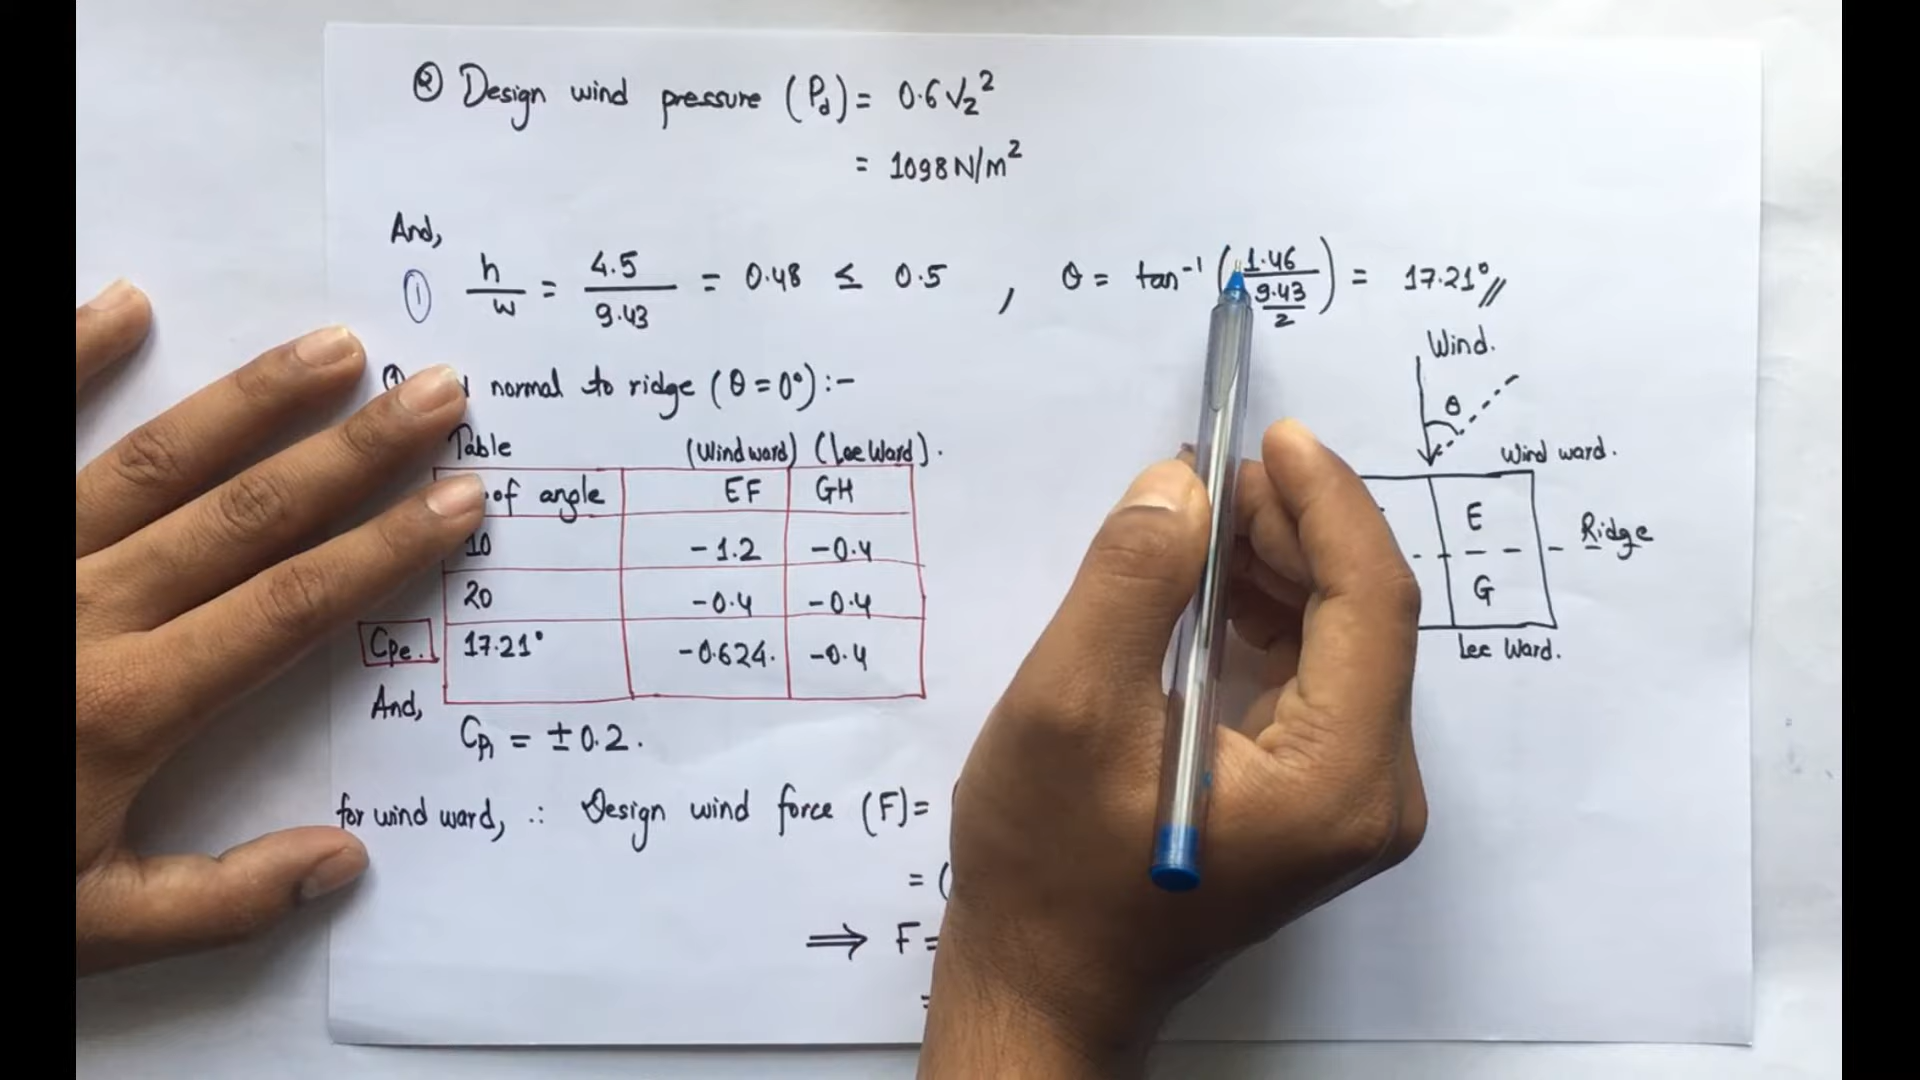 ② Design wind pressure (Pd) = 0.6 Vz²
= 1098 N/m²
And,
① h/w = 4.5/9.43 = 0.48 ≤ 0.5 , θ = tan⁻¹ (1.46/(9.43/2)) = 17.21°//
normal to ridge (θ = 0°) :-
Wind.
θ
Table (Wind ward) (Lee Ward).
of angle EF GH
10 -1.2 -0.4
20 -0.4 -0.4
Cpe. 17.21° -0.624. -0.4
Wind ward.
E
Ridge
G
Lee Ward.
And,
Cpi = ± 0.2.
for wind ward, ∴ Design wind force (F) =
= (
⇒ F =
=